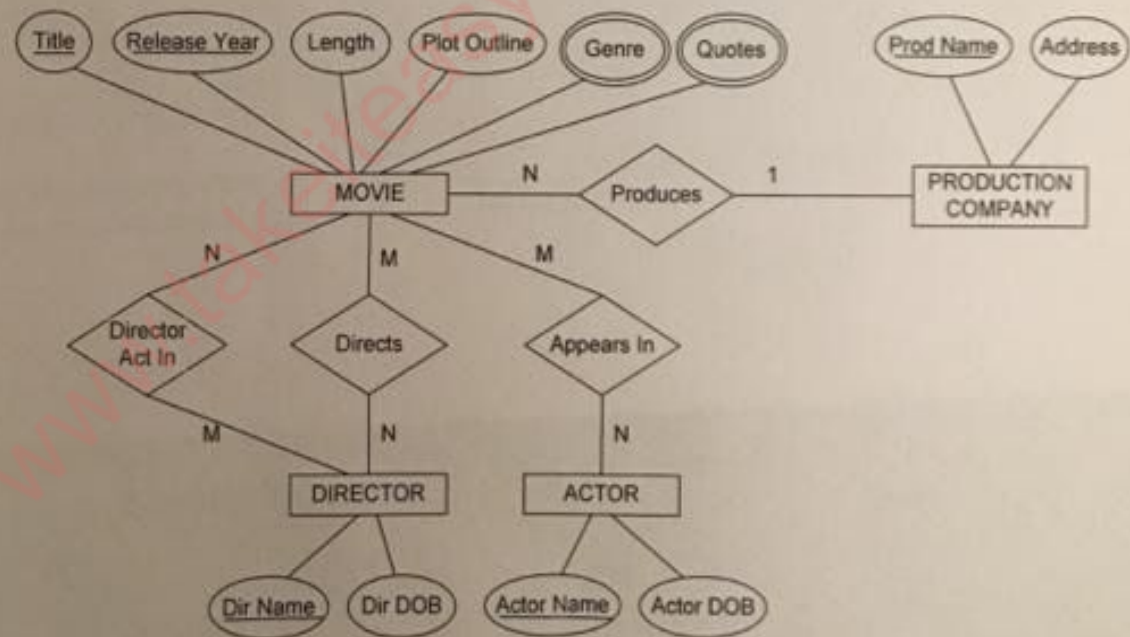 Title
Release Year
Length
Plot Outline
Genre
Quotes
Prod Name
Address
MOVIE
N
Produces
1
PRODUCTION
COMPANY
N
M
M
Director
Act In
Directs
Appears In
M
N
N
DIRECTOR
ACTOR
Dir Name
Dir DOB
Actor Name
Actor DOB